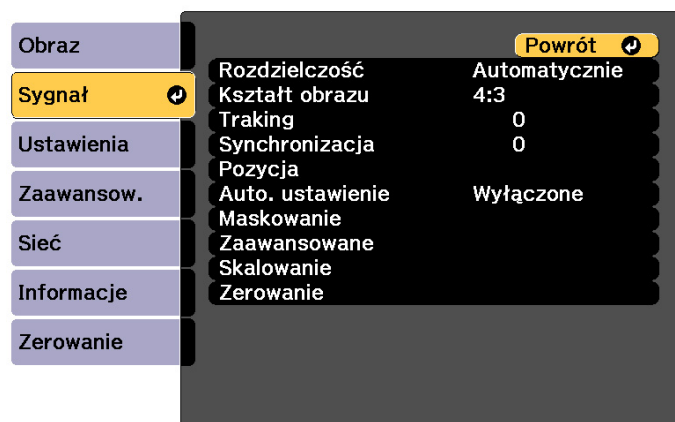 Obraz
Sygnał
Ustawienia
Zaawansow.
Sieć
Informacje
Zerowanie
Powrót
Rozdzielczość Automatycznie
Kształt obrazu 4:3
Traking 0
Synchronizacja 0
Pozycja
Auto. ustawienie Wyłączone
Maskowanie
Zaawansowane
Skalowanie
Zerowanie